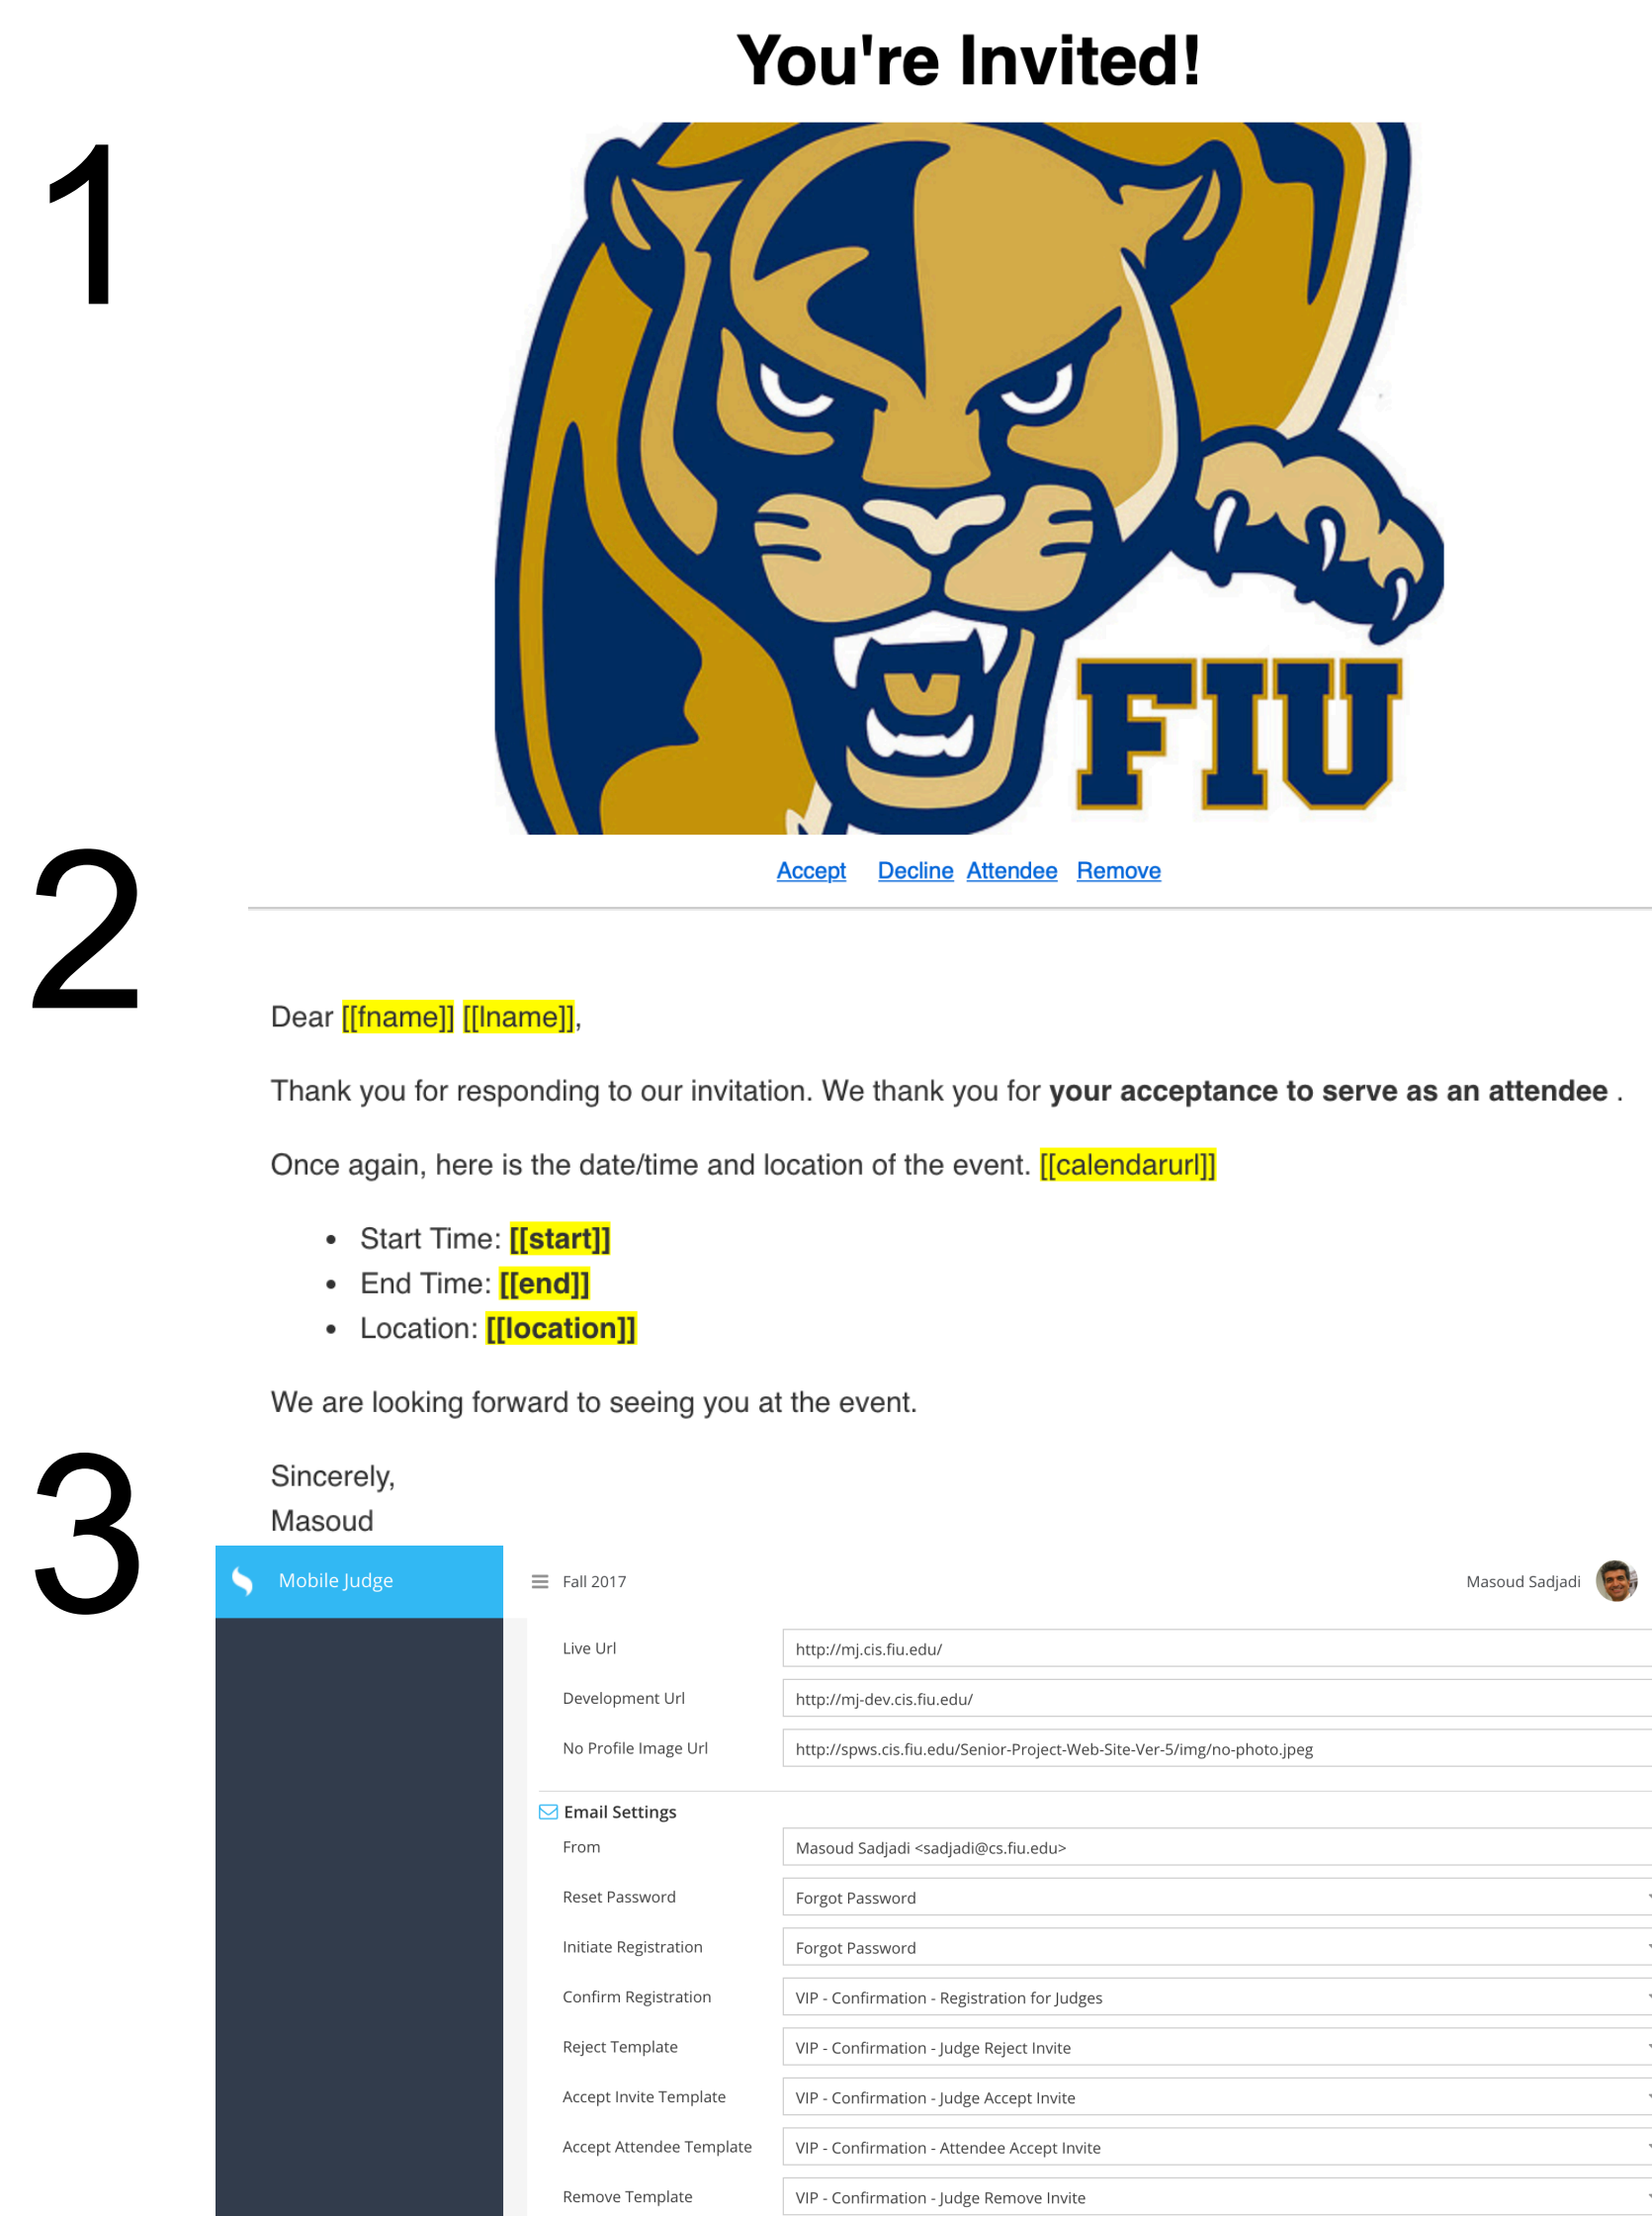 You're Invited!
1
FIU
2
Accept Decline Attendee Remove
Dear [[fname]] [[lname]],
Thank you for responding to our invitation. We thank you for your acceptance to serve as an attendee .
Once again, here is the date/time and location of the event. [[calendarurl]]
• Start Time: [[start]]
• End Time: [[end]]
• Location: [[location]]
We are looking forward to seeing you at the event.
3
Sincerely,
Masoud
Mobile Judge Fall 2017 Masoud Sadjadi
Live Url http://mj.cis.fiu.edu/
Development Url http://mj-dev.cis.fiu.edu/
No Profile Image Url http://spws.cis.fiu.edu/Senior-Project-Web-Site-Ver-5/img/no-photo.jpeg
Email Settings
From Masoud Sadjadi <sadjadi@cs.fiu.edu>
Reset Password Forgot Password
Initiate Registration Forgot Password
Confirm Registration VIP - Confirmation - Registration for Judges
Reject Template VIP - Confirmation - Judge Reject Invite
Accept Invite Template VIP - Confirmation - Judge Accept Invite
Accept Attendee Template VIP - Confirmation - Attendee Accept Invite
Remove Template VIP - Confirmation - Judge Remove Invite